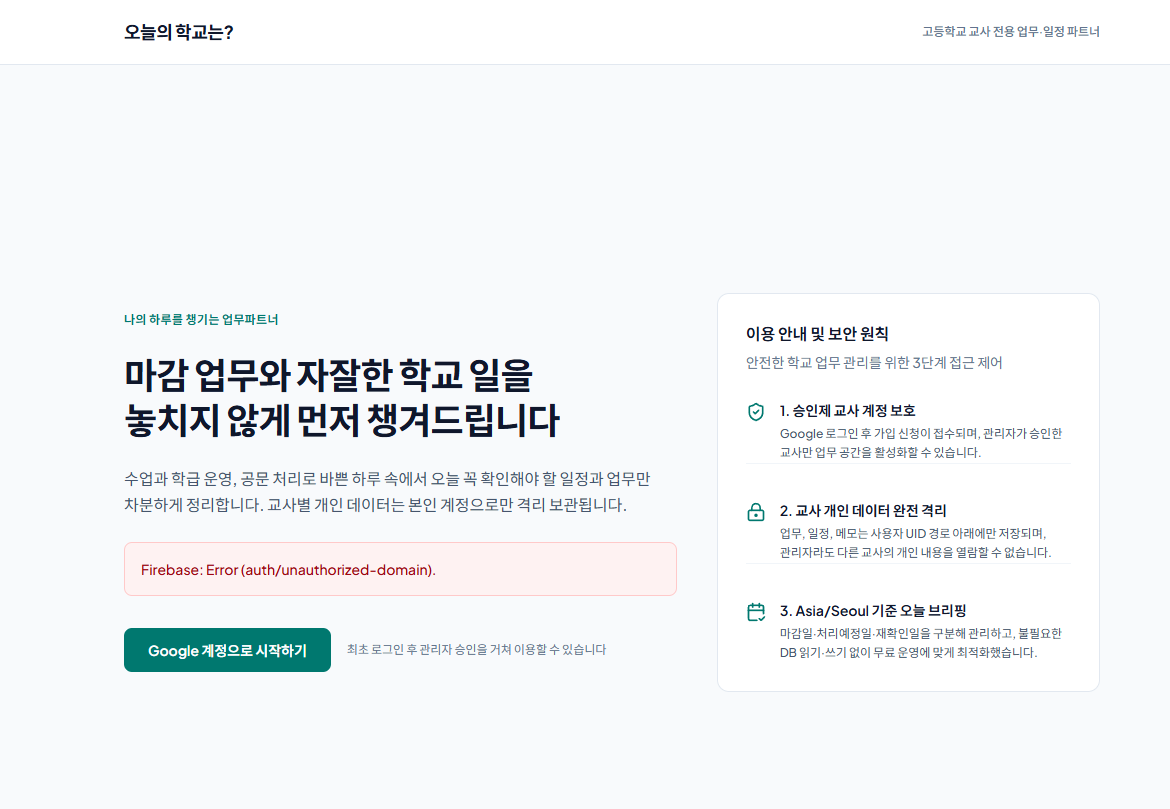 오늘의 학교는?
고등학교 교사 전용 업무·일정 파트너
나의 하루를 챙기는 업무파트너
마감 업무와 자잘한 학교 일을
놓치지 않게 먼저 챙겨드립니다
수업과 학급 운영, 공문 처리로 바쁜 하루 속에서 오늘 꼭 확인해야 할 일정과 업무만
차분하게 정리합니다. 교사별 개인 데이터는 본인 계정으로만 격리 보관됩니다.
Firebase: Error (auth/unauthorized-domain).
Google 계정으로 시작하기
최초 로그인 후 관리자 승인을 거쳐 이용할 수 있습니다
이용 안내 및 보안 원칙
안전한 학교 업무 관리를 위한 3단계 접근 제어
1. 승인제 교사 계정 보호
Google 로그인 후 가입 신청이 접수되며, 관리자가 승인한
교사만 업무 공간을 활성화할 수 있습니다.
2. 교사 개인 데이터 완전 격리
업무, 일정, 메모는 사용자 UID 경로 아래에만 저장되며,
관리자라도 다른 교사의 개인 내용을 열람할 수 없습니다.
3. Asia/Seoul 기준 오늘 브리핑
마감일·처리예정일·재확인일을 구분해 관리하고, 불필요한
DB 읽기·쓰기 없이 무료 운영에 맞게 최적화했습니다.